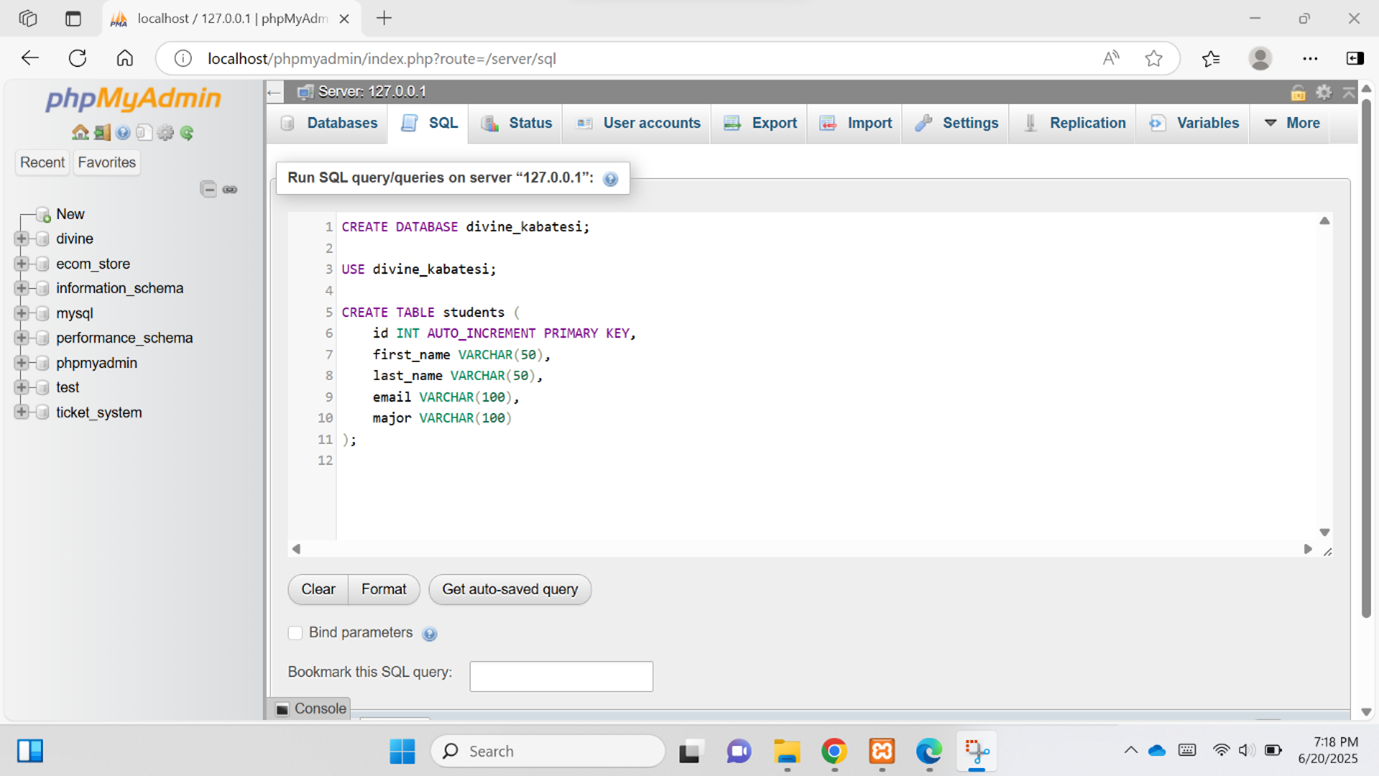 localhost / 127.0.0.1 | phpMyAdm
localhost/phpmyadmin/index.php?route=/server/sql
phpMyAdmin
Recent Favorites
New
divine
ecom_store
information_schema
mysql
performance_schema
phpmyadmin
test
ticket_system
Server: 127.0.0.1
Databases SQL Status User accounts Export Import Settings Replication Variables More
Run SQL query/queries on server “127.0.0.1”:
1 CREATE DATABASE divine_kabatesi;
2
3 USE divine_kabatesi;
4
5 CREATE TABLE students (
6 id INT AUTO_INCREMENT PRIMARY KEY,
7 first_name VARCHAR(50),
8 last_name VARCHAR(50),
9 email VARCHAR(100),
10 major VARCHAR(100)
11 );
12
Clear Format Get auto-saved query
Bind parameters
Bookmark this SQL query:
Console
Search
7:18 PM
6/20/2025